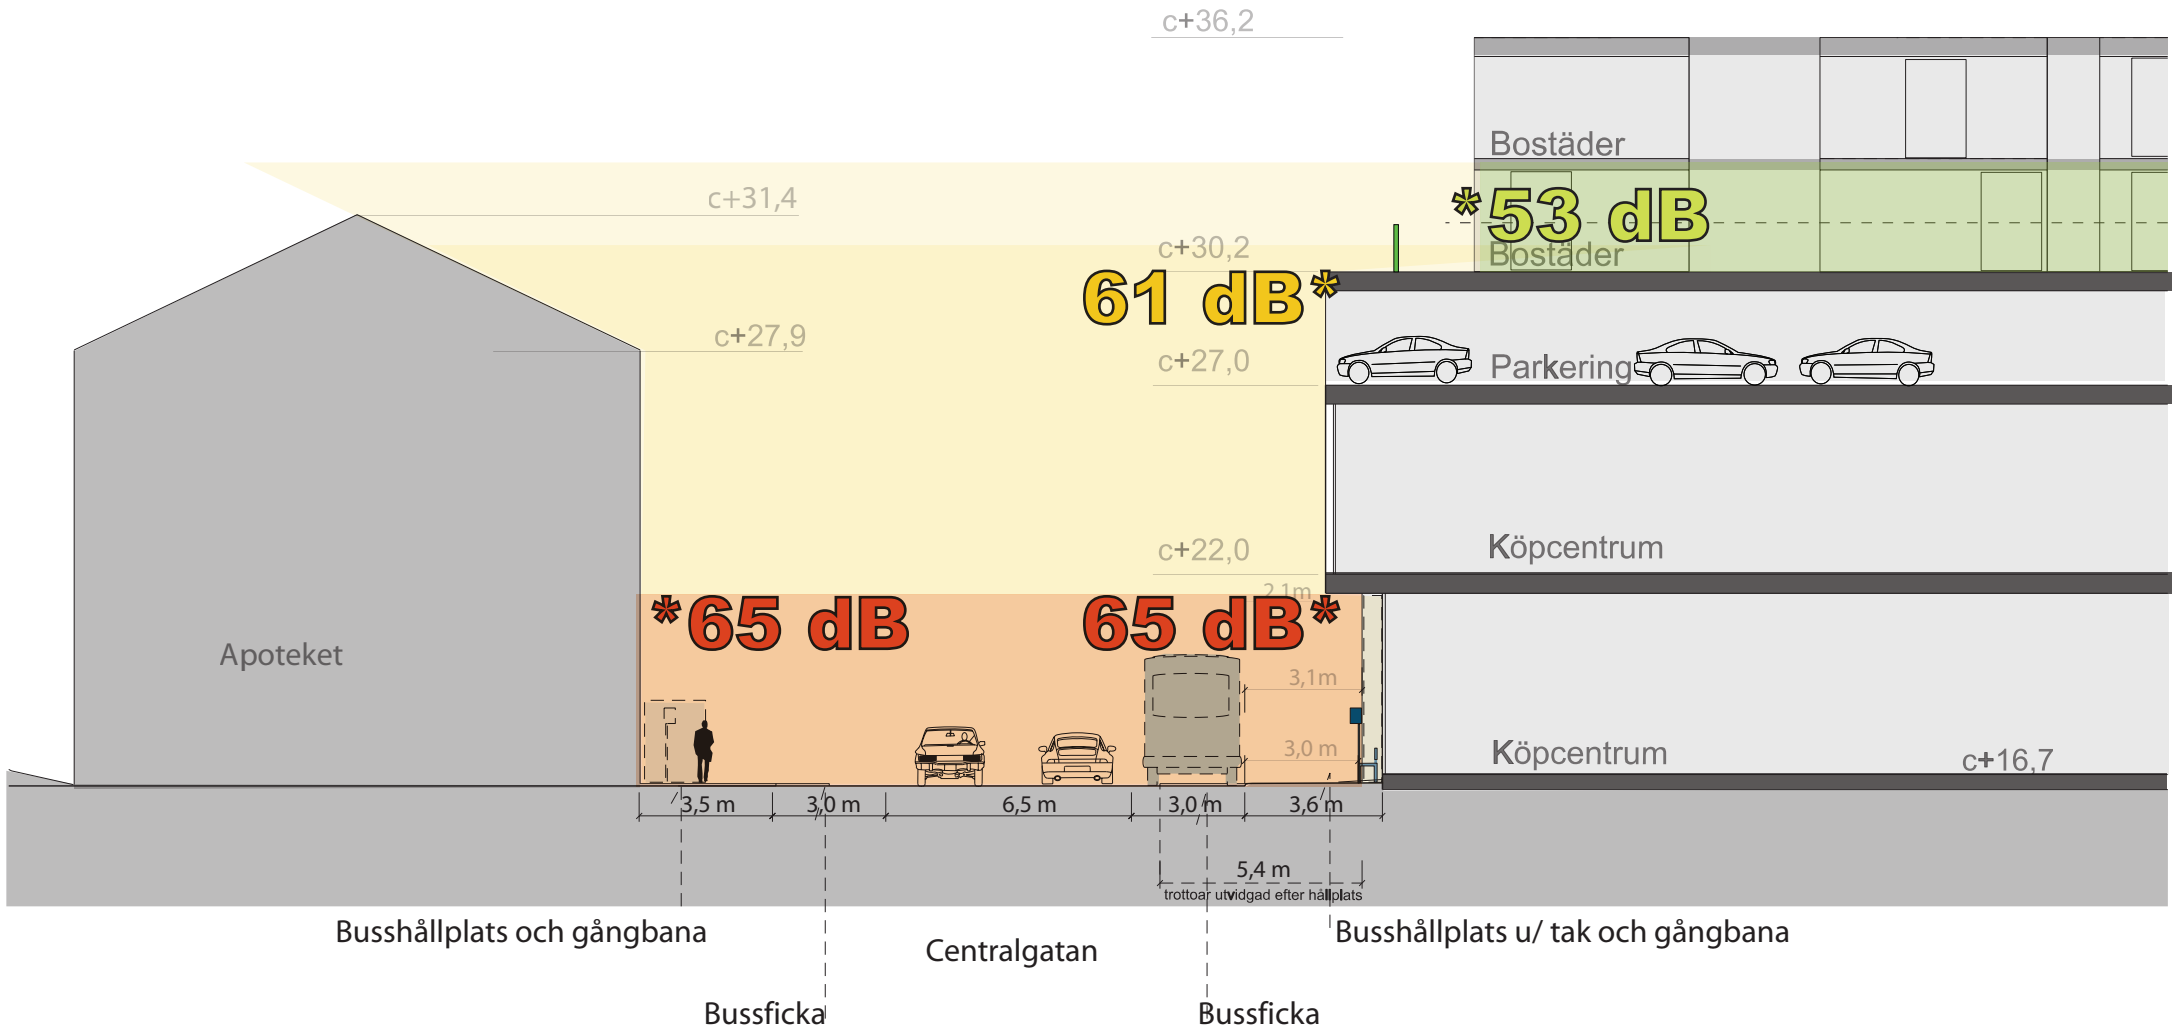 c+36,2
Bostäder
c+31,4
*53 dB
c+30,2
Bostäder
61 dB*
c+27,9
c+27,0
Parkering
c+22,0
Köpcentrum
2,1m
*65 dB
65 dB*
Apoteket
3,1m
3,0 m
Köpcentrum
c+16,7
3,5 m
3,0 m
6,5 m
3,0 m
3,6 m
5,4 m
trottoar utvidgad efter hållplats
Busshållplats och gångbana
Centralgatan
Busshållplats u/ tak och gångbana
Bussficka
Bussficka